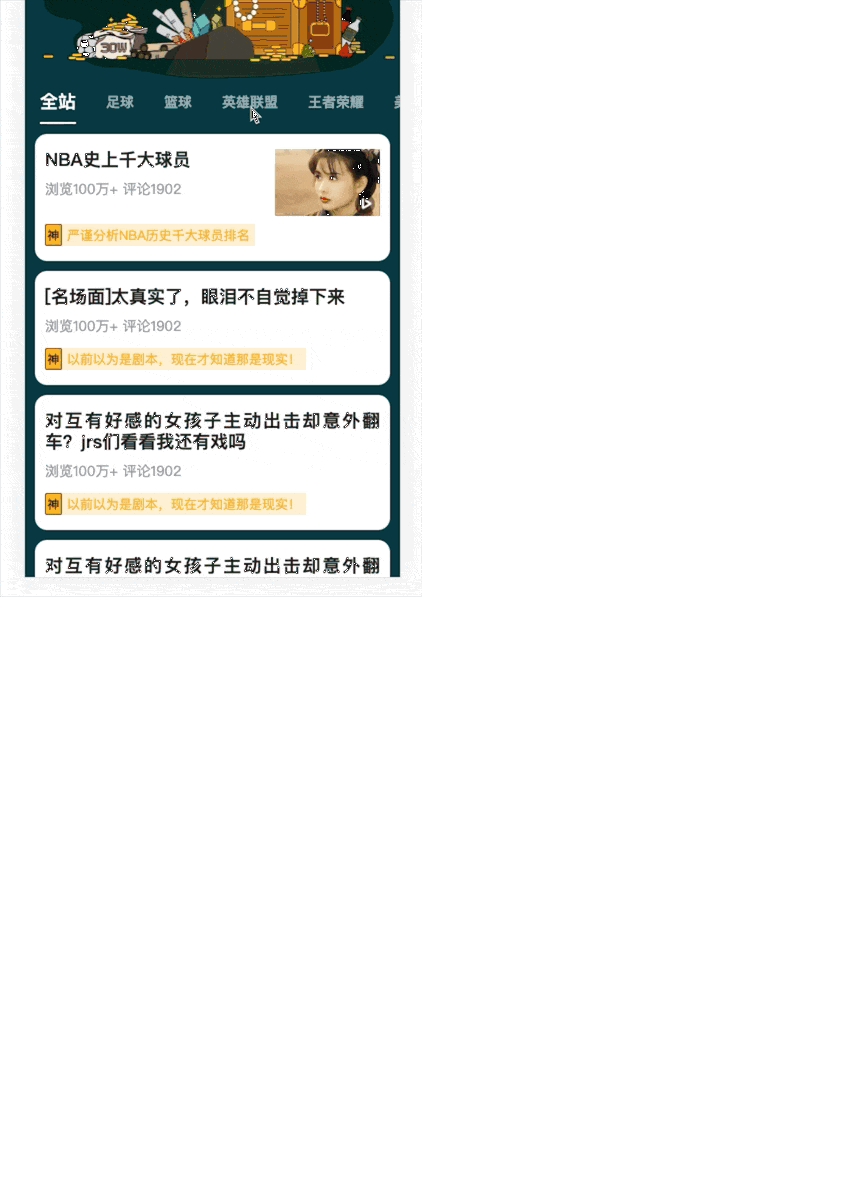 30W
全站 足球 篮球 英雄联盟 王者荣耀
NBA史上千大球员
浏览100万+ 评论1902
神 严谨分析NBA历史千大球员排名
[名场面]太真实了，眼泪不自觉掉下来
浏览100万+ 评论1902
神 以前以为是剧本，现在才知道那是现实！
对互有好感的女孩子主动出击却意外翻
车？jrs们看看我还有戏吗
浏览100万+ 评论1902
神 以前以为是剧本，现在才知道那是现实！
对互有好感的女孩子主动出击却意外翻